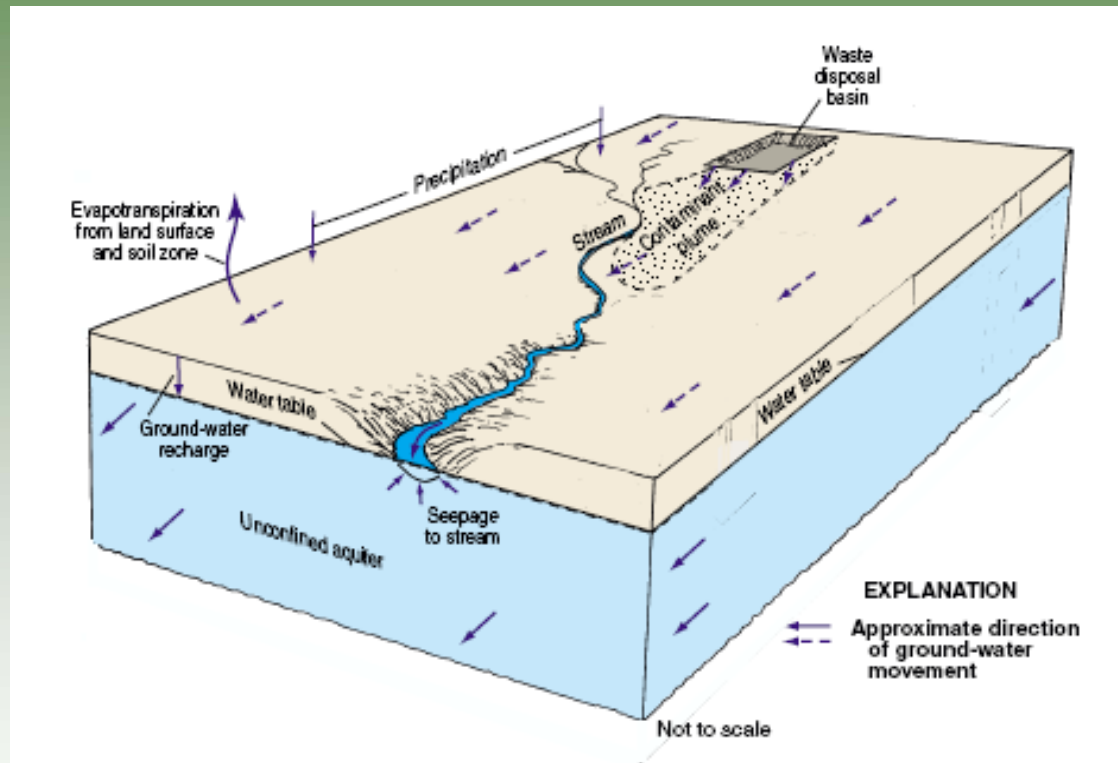 Waste
disposal
basin
Precipitation
Evapotranspiration
from land surface
and soil zone
Stream
Contaminant
plume
Water table
Ground-water
recharge
Water table
Seepage
to stream
Unconfined aquiter
EXPLANATION
Approximate direction
of ground-water
movement
Not to scale